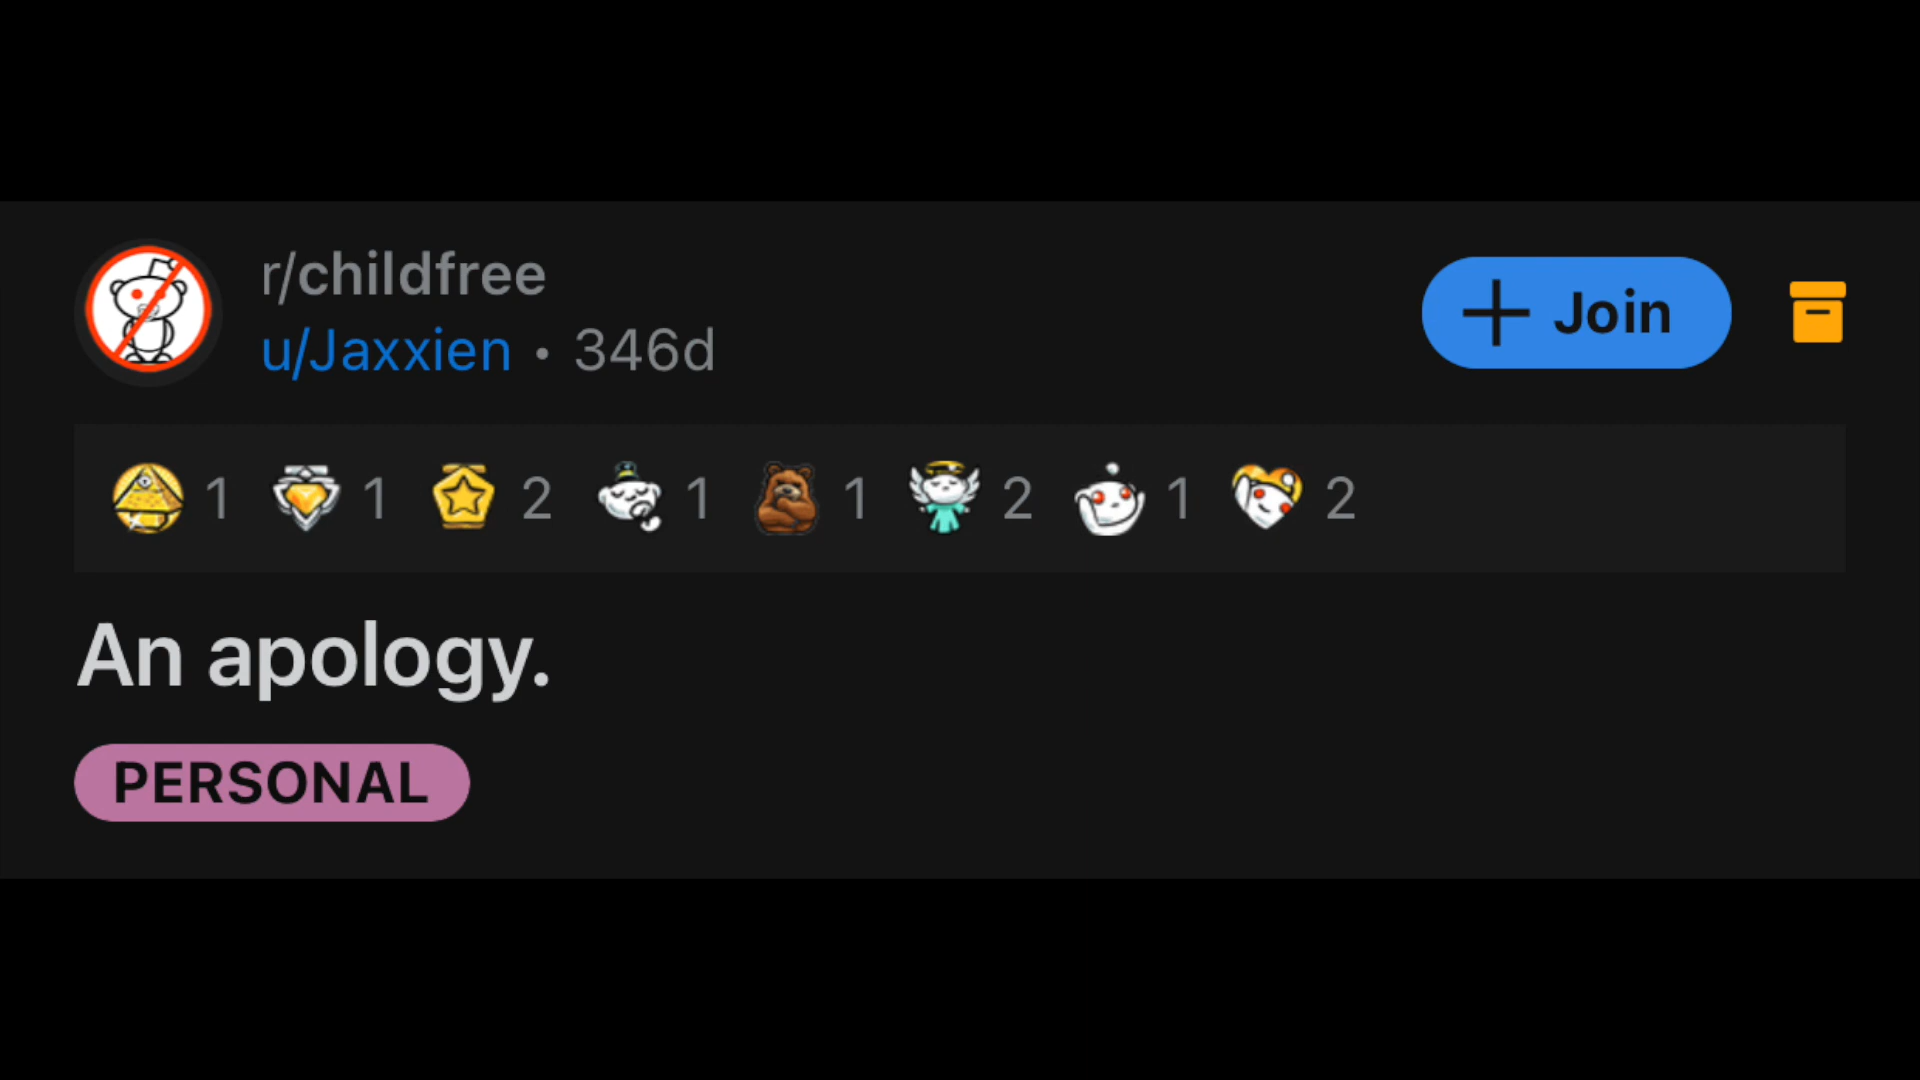 r/childfree
u/Jaxxien • 346d
Join
1 1 2 1 1 2 1 2
An apology.
PERSONAL